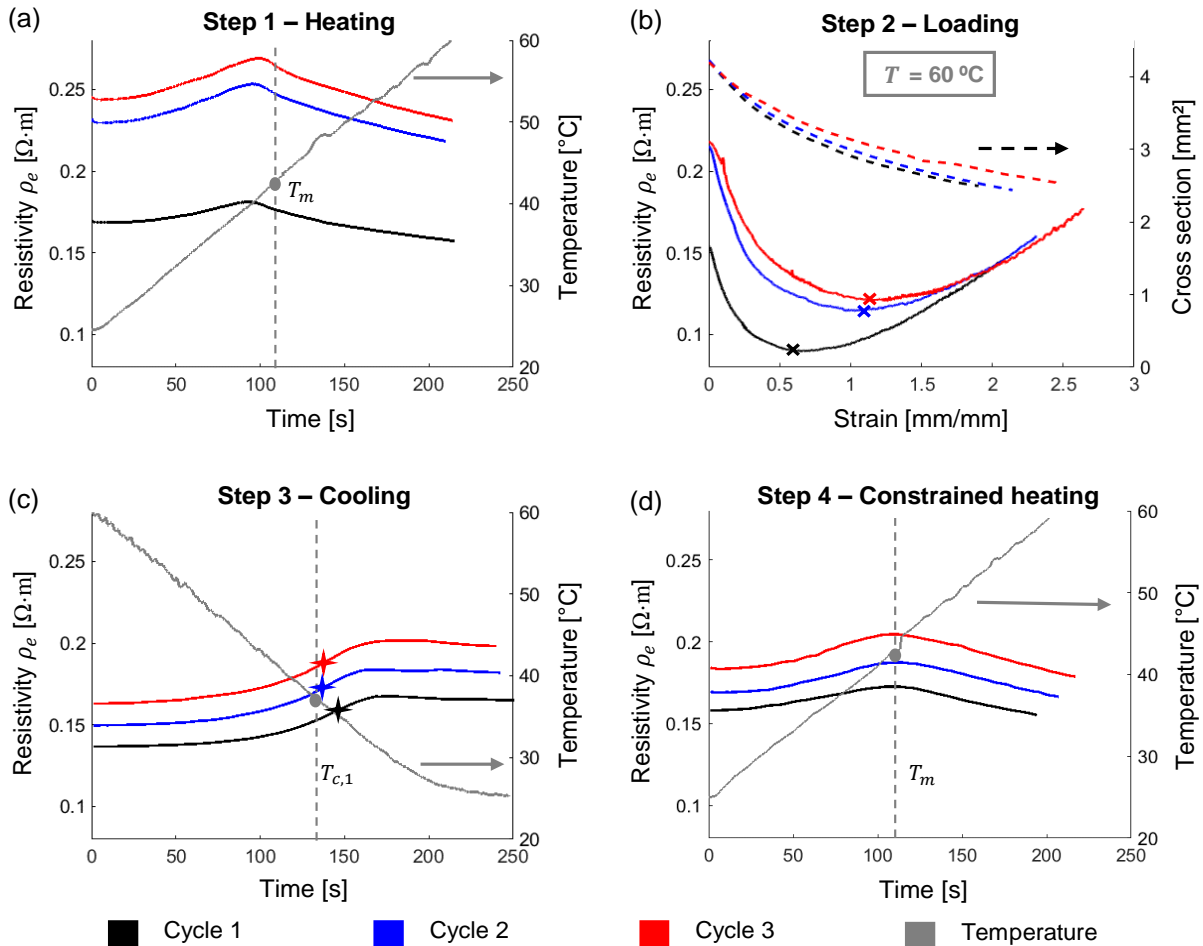 (a)
Step 1 – Heating
Resistivity ρₑ [Ω·m]
0.25
0.2
0.15
0.1
0 50 100 150 200 250
Time [s]
60
50
40
30
20
Temperature [°C]
Tₘ
(b)
Step 2 – Loading
T = 60 ºC
Resistivity ρₑ [Ω·m]
0.25
0.2
0.15
0.1
0 0.5 1 1.5 2 2.5 3
Strain [mm/mm]
4
3
2
1
0
Cross section [mm²]
(c)
Step 3 – Cooling
Resistivity ρₑ [Ω·m]
0.25
0.2
0.15
0.1
0 50 100 150 200 250
Time [s]
60
50
40
30
20
Temperature [°C]
T_{c,1}
(d)
Step 4 – Constrained heating
Resistivity ρₑ [Ω·m]
0.25
0.2
0.15
0.1
0 50 100 150 200 250
Time [s]
60
50
40
30
20
Temperature [°C]
Tₘ
Cycle 1
Cycle 2
Cycle 3
Temperature